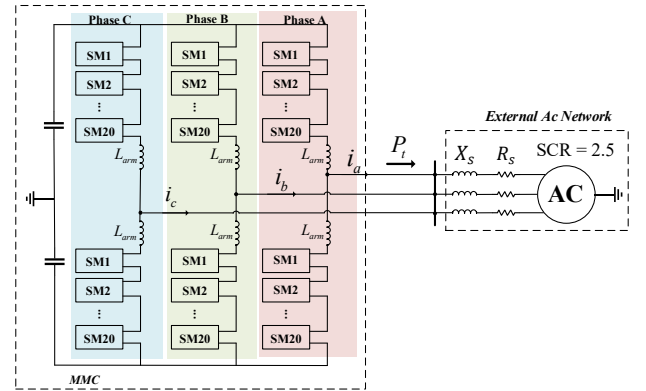 Phase C Phase B Phase A
SM1 SM1 SM1
SM2 SM2 SM2
⋮ ⋮ ⋮
SM20 SM20 SM20
L_arm L_arm L_arm
i_a
P_t
i_b
i_c
L_arm L_arm L_arm
SM1 SM1 SM1
SM2 SM2 SM2
⋮ ⋮ ⋮
SM20 SM20 SM20
MMC
External Ac Network
X_s R_s SCR = 2.5
AC